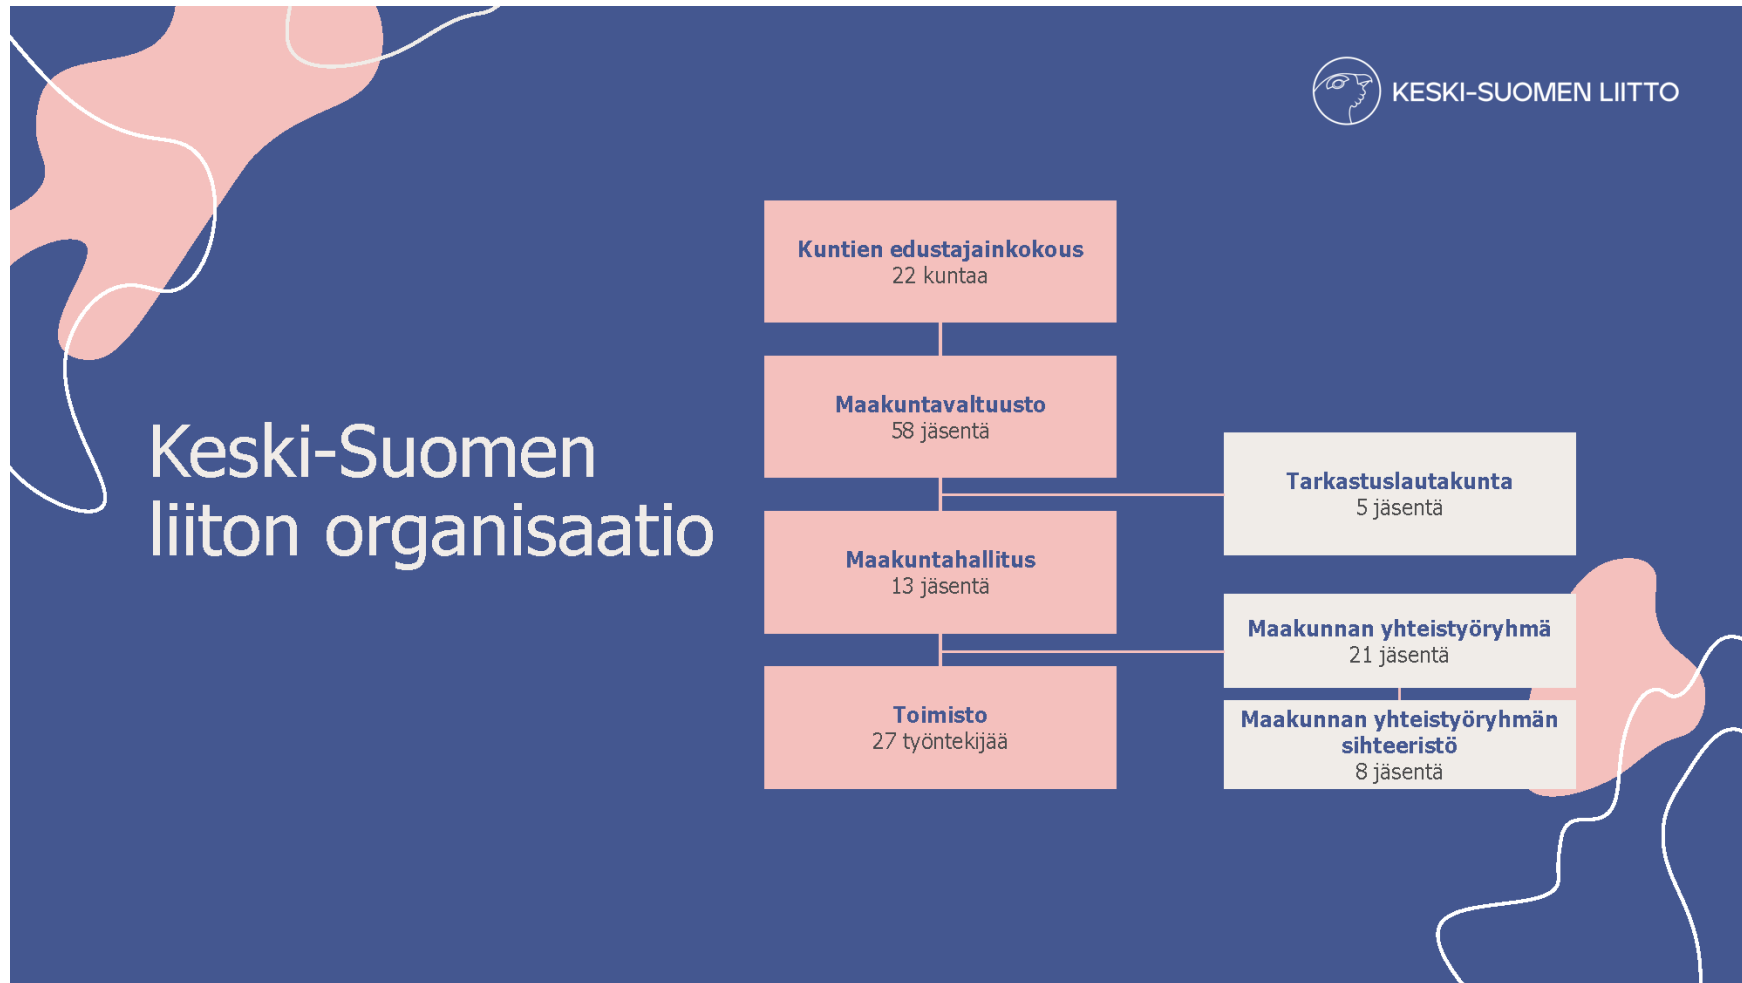 KESKI-SUOMEN LIITTO
Keski-Suomen
liiton organisaatio
Kuntien edustajainkokous
22 kuntaa
Maakuntavaltuusto
58 jäsentä
Tarkastuslautakunta
5 jäsentä
Maakuntahallitus
13 jäsentä
Maakunnan yhteistyöryhmä
21 jäsentä
Toimisto
27 työntekijää
Maakunnan yhteistyöryhmän
sihteeristö
8 jäsentä